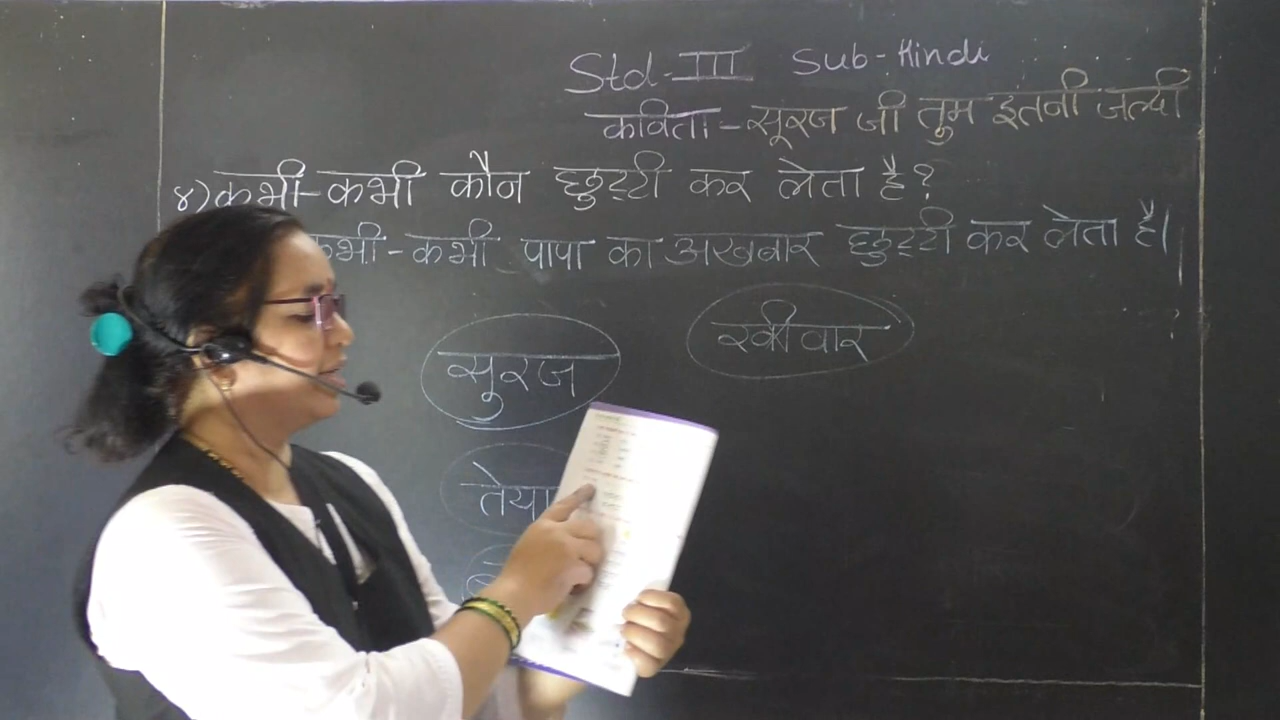 Std-III Sub-Hindi
कविता-सूरज जी तुम इतनी जल्दी
४) कभी-कभी कौन छुट्टी कर लेता है?
कभी-कभी पापा का अखबार छुट्टी कर लेता है।
सूरज
रवीवार